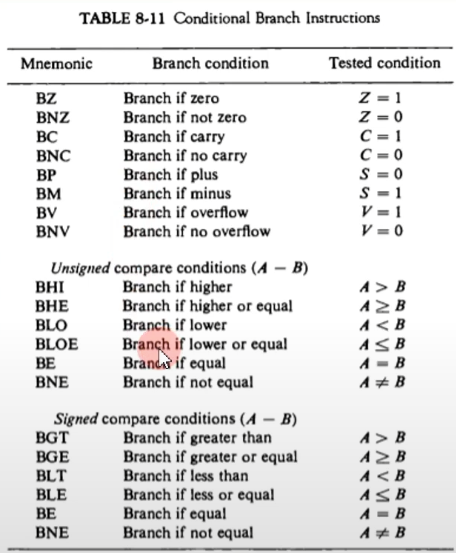 TABLE 8-11 Conditional Branch Instructions
Mnemonic Branch condition Tested condition
BZ Branch if zero Z = 1
BNZ Branch if not zero Z = 0
BC Branch if carry C = 1
BNC Branch if no carry C = 0
BP Branch if plus S = 0
BM Branch if minus S = 1
BV Branch if overflow V = 1
BNV Branch if no overflow V = 0
Unsigned compare conditions (A − B)
BHI Branch if higher A > B
BHE Branch if higher or equal A ≥ B
BLO Branch if lower A < B
BLOE Branch if lower or equal A ≤ B
BE Branch if equal A = B
BNE Branch if not equal A ≠ B
Signed compare conditions (A − B)
BGT Branch if greater than A > B
BGE Branch if greater or equal A ≥ B
BLT Branch if less than A < B
BLE Branch if less or equal A ≤ B
BE Branch if equal A = B
BNE Branch if not equal A ≠ B